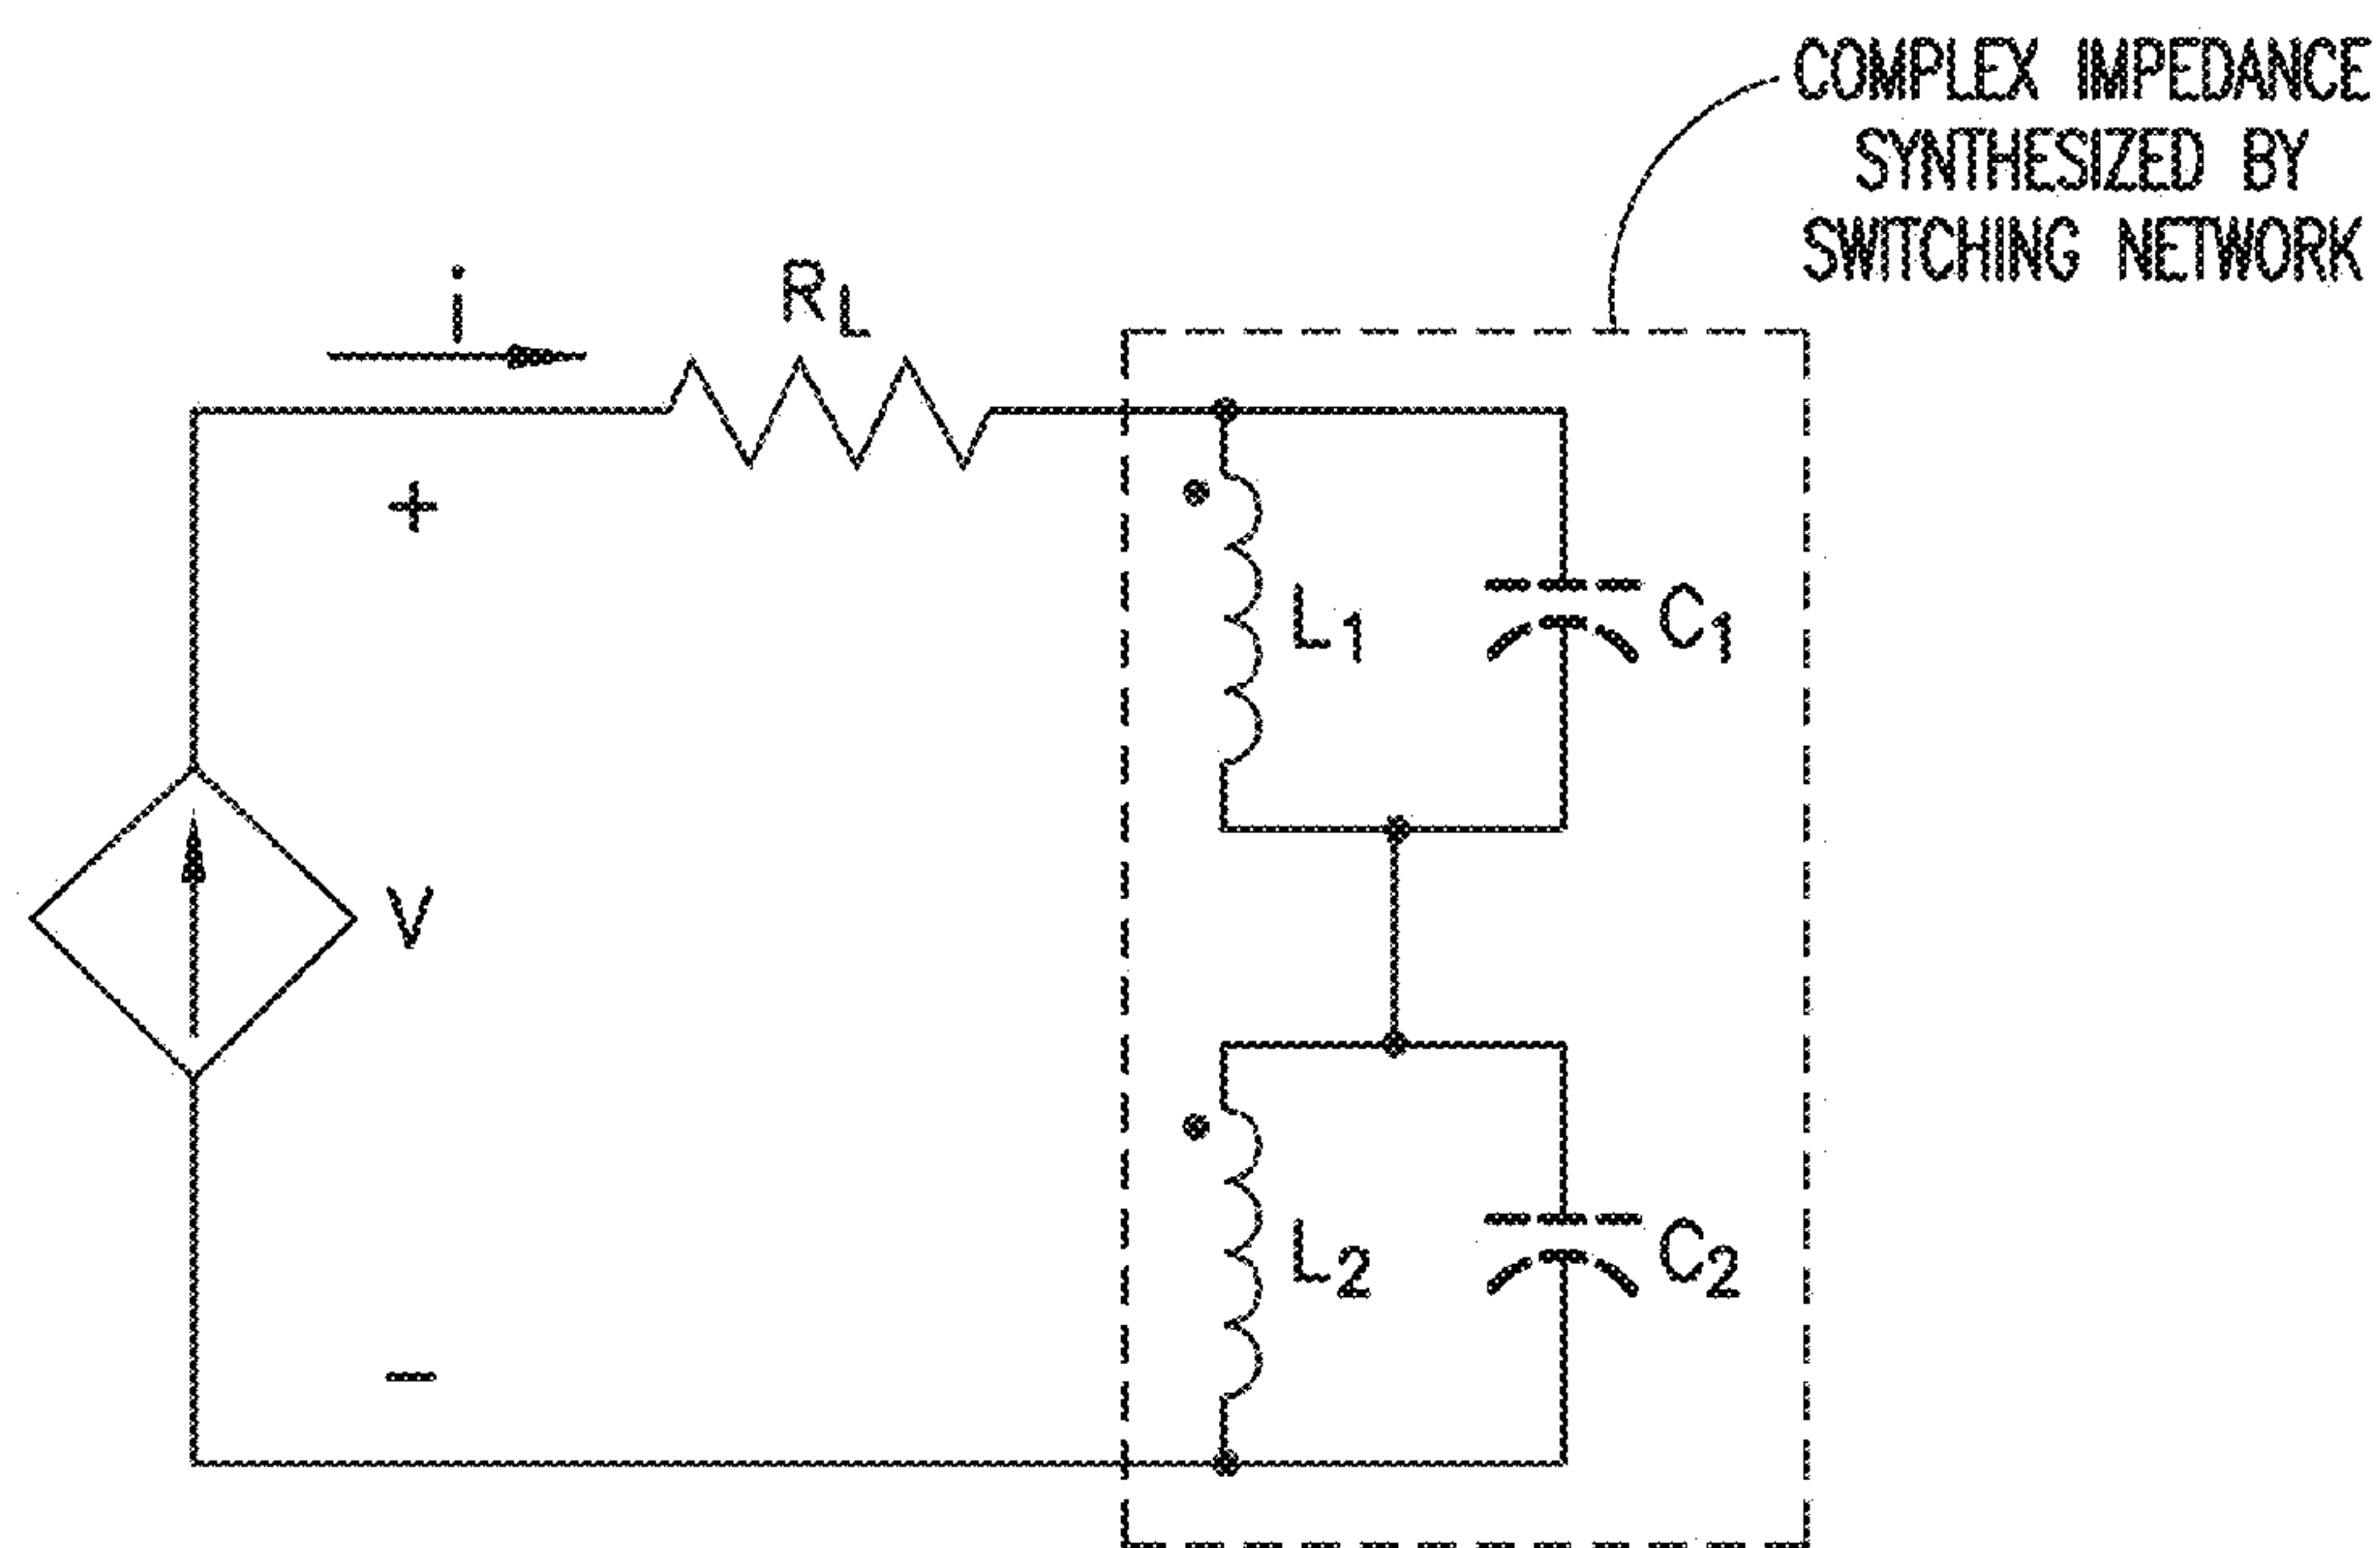 COMPLEX IMPEDANCE
SYNTHESIZED BY
SWITCHING NETWORK
i
RL
+
L1
C1
V
L2
C2
−